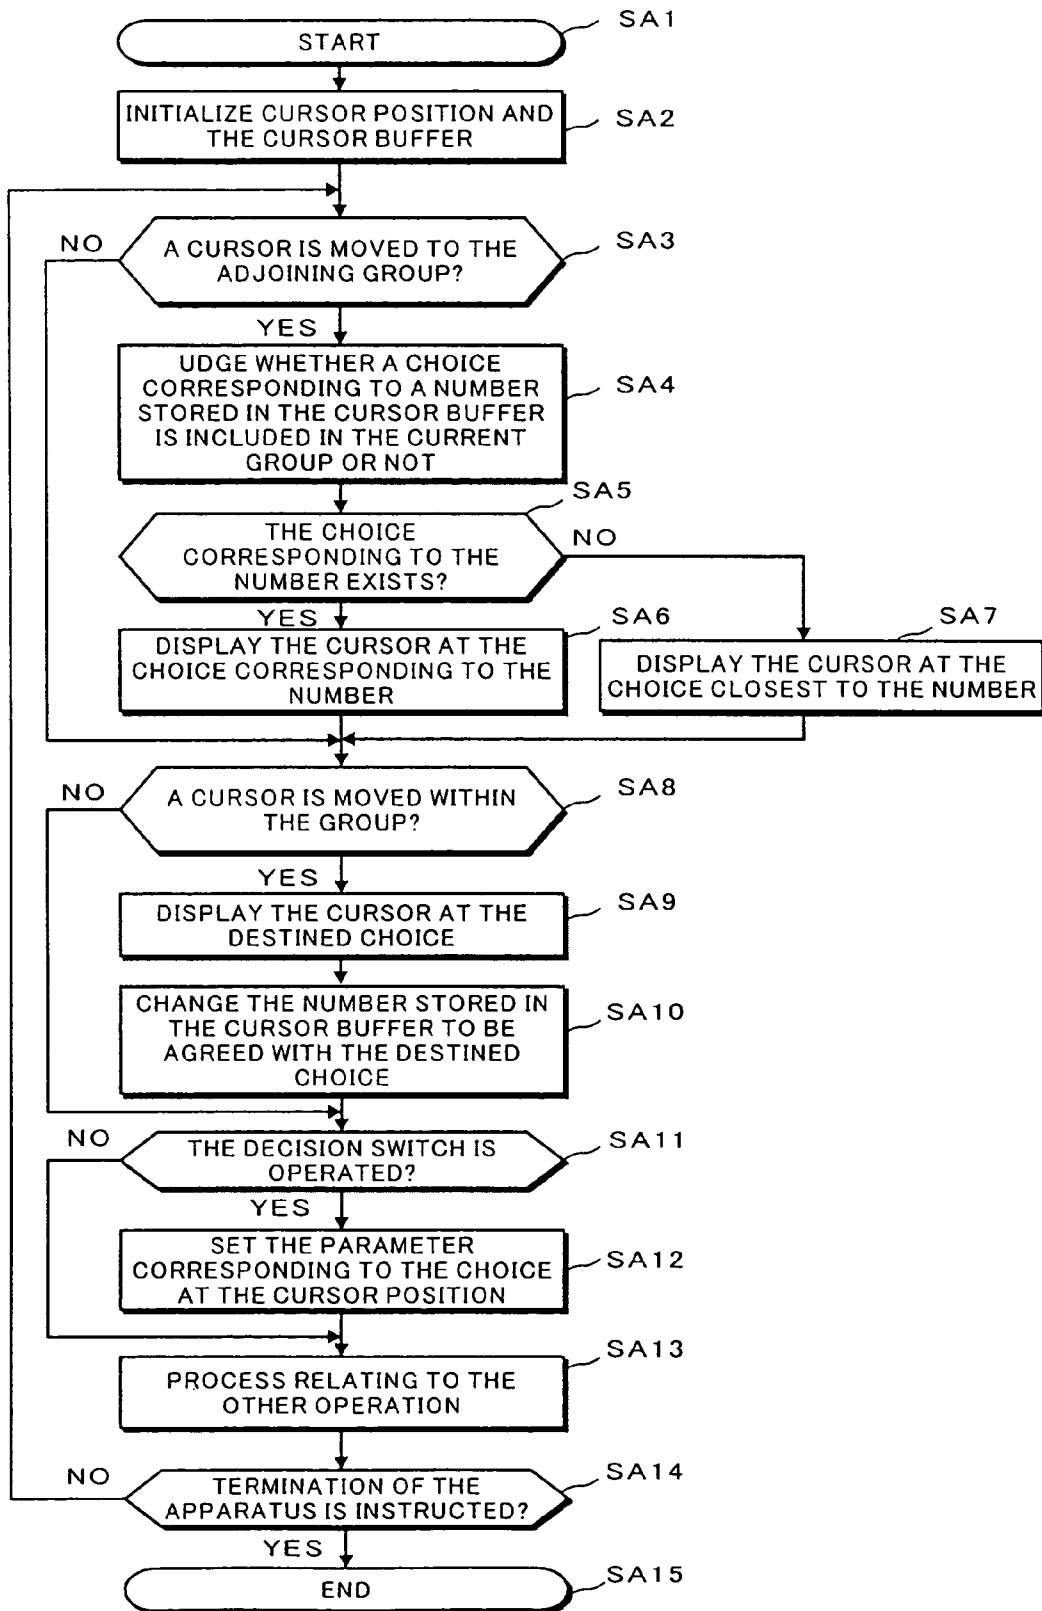 START
SA1
INITIALIZE CURSOR POSITION AND
THE CURSOR BUFFER
SA2
NO
A CURSOR IS MOVED TO THE
ADJOINING GROUP?
SA3
YES
UDGE WHETHER A CHOICE
CORRESPONDING TO A NUMBER
STORED IN THE CURSOR BUFFER
IS INCLUDED IN THE CURRENT
GROUP OR NOT
SA4
SA5
THE CHOICE
CORRESPONDING TO THE
NUMBER EXISTS?
NO
YES
SA6
DISPLAY THE CURSOR AT THE
CHOICE CORRESPONDING TO THE
NUMBER
SA7
DISPLAY THE CURSOR AT THE
CHOICE CLOSEST TO THE NUMBER
NO
A CURSOR IS MOVED WITHIN
THE GROUP?
SA8
YES
DISPLAY THE CURSOR AT THE
DESTINED CHOICE
SA9
CHANGE THE NUMBER STORED IN
THE CURSOR BUFFER TO BE
AGREED WITH THE DESTINED
CHOICE
SA10
NO
THE DECISION SWITCH IS
OPERATED?
SA11
YES
SET THE PARAMETER
CORRESPONDING TO THE CHOICE
AT THE CURSOR POSITION
SA12
PROCESS RELATING TO THE
OTHER OPERATION
SA13
NO
TERMINATION OF THE
APPARATUS IS INSTRUCTED?
SA14
YES
END
SA15